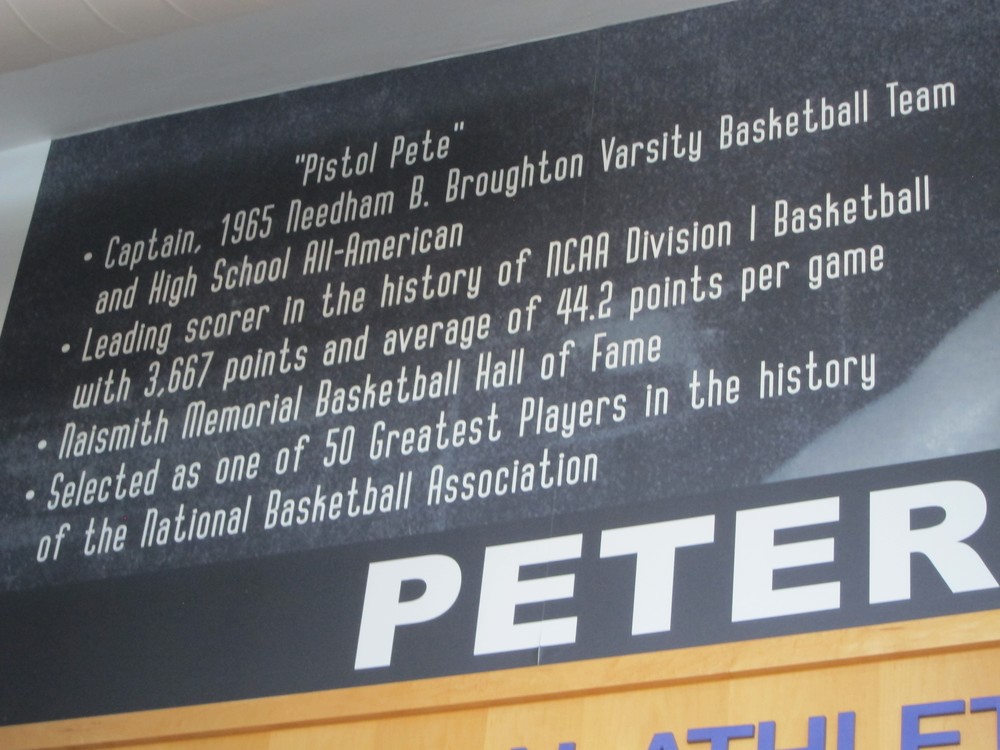 "Pistol Pete"
• Captain, 1965 Needham B. Broughton Varsity Basketball Team
and High School All-American
• Leading scorer in the history of NCAA Division I Basketball
with 3,667 points and average of 44.2 points per game
• Naismith Memorial Basketball Hall of Fame
• Selected as one of 50 Greatest Players in the history
of the National Basketball Association
PETER